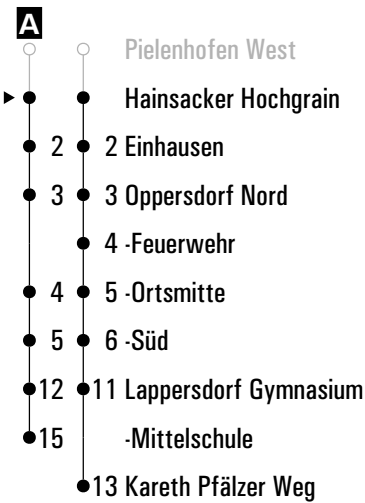 A
Pielenhofen West
Hainsacker Hochgrain
2 2 Einhausen
3 3 Oppersdorf Nord
4 -Feuerwehr
4 5 -Ortsmitte
5 6 -Süd
12 11 Lappersdorf Gymnasium
15 -Mittelschule
13 Kareth Pfälzer Weg